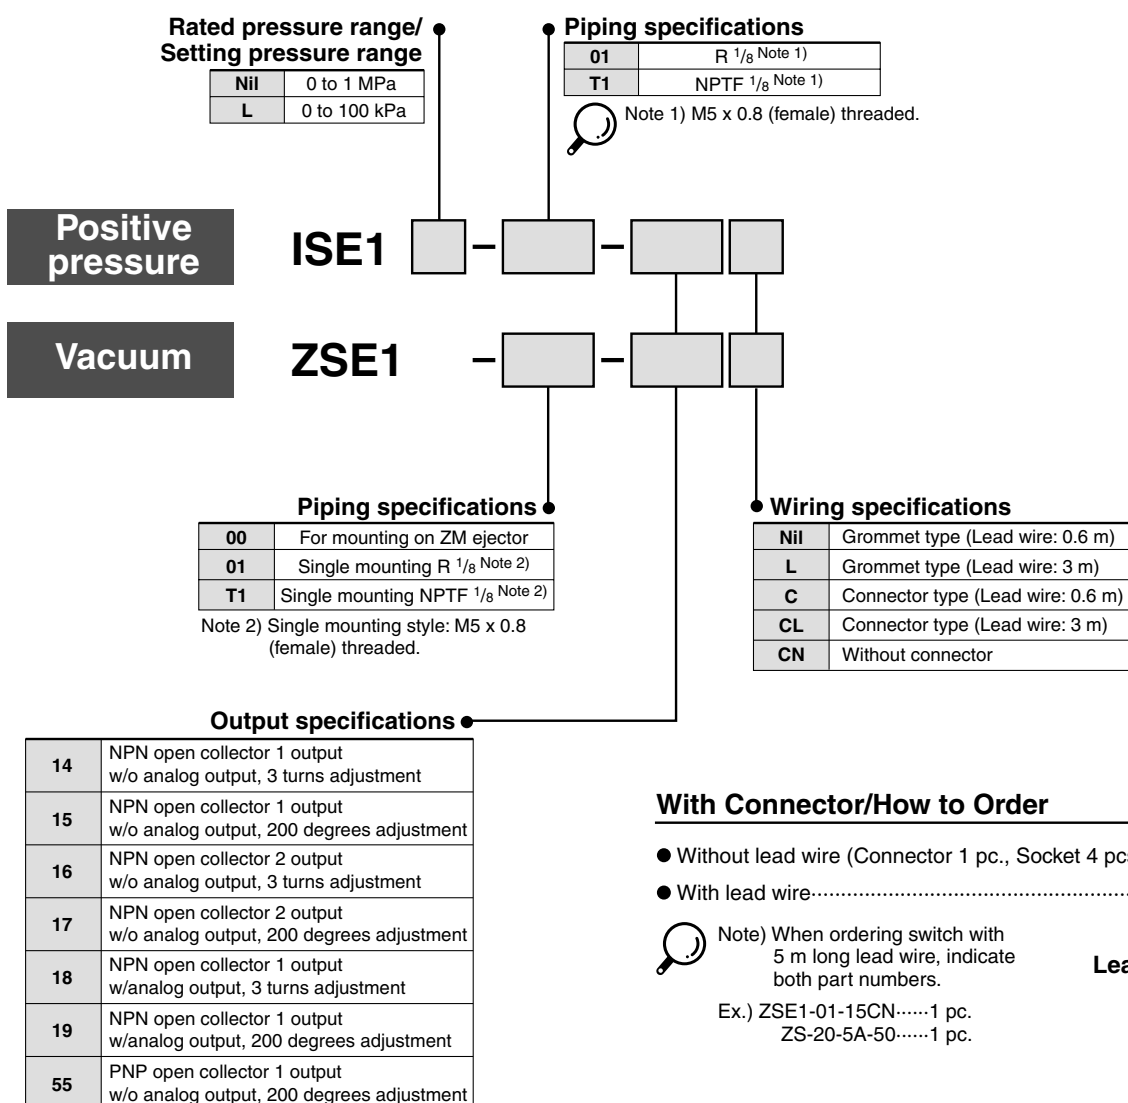 Rated pressure range/
Setting pressure range
Nil 0 to 1 MPa
L 0 to 100 kPa
Piping specifications
01 R 1/8 Note 1)
T1 NPTF 1/8 Note 1)
Note 1) M5 x 0.8 (female) threaded.
Positive
pressure
ISE1 - -
Vacuum
ZSE1 - -
Piping specifications
00 For mounting on ZM ejector
01 Single mounting R 1/8 Note 2)
T1 Single mounting NPTF 1/8 Note 2)
Note 2) Single mounting style: M5 x 0.8
(female) threaded.
Wiring specifications
Nil Grommet type (Lead wire: 0.6 m)
L Grommet type (Lead wire: 3 m)
C Connector type (Lead wire: 0.6 m)
CL Connector type (Lead wire: 3 m)
CN Without connector
Output specifications
14 NPN open collector 1 output
w/o analog output, 3 turns adjustment
15 NPN open collector 1 output
w/o analog output, 200 degrees adjustment
16 NPN open collector 2 output
w/o analog output, 3 turns adjustment
17 NPN open collector 2 output
w/o analog output, 200 degrees adjustment
18 NPN open collector 1 output
w/analog output, 3 turns adjustment
19 NPN open collector 1 output
w/analog output, 200 degrees adjustment
55 PNP open collector 1 output
w/o analog output, 200 degrees adjustment
With Connector/How to Order
● Without lead wire (Connector 1 pc., Socket 4 pc
● With lead wire
Note) When ordering switch with
5 m long lead wire, indicate
both part numbers.
Ex.) ZSE1-01-15CN······1 pc.
ZS-20-5A-50······1 pc.
Lea